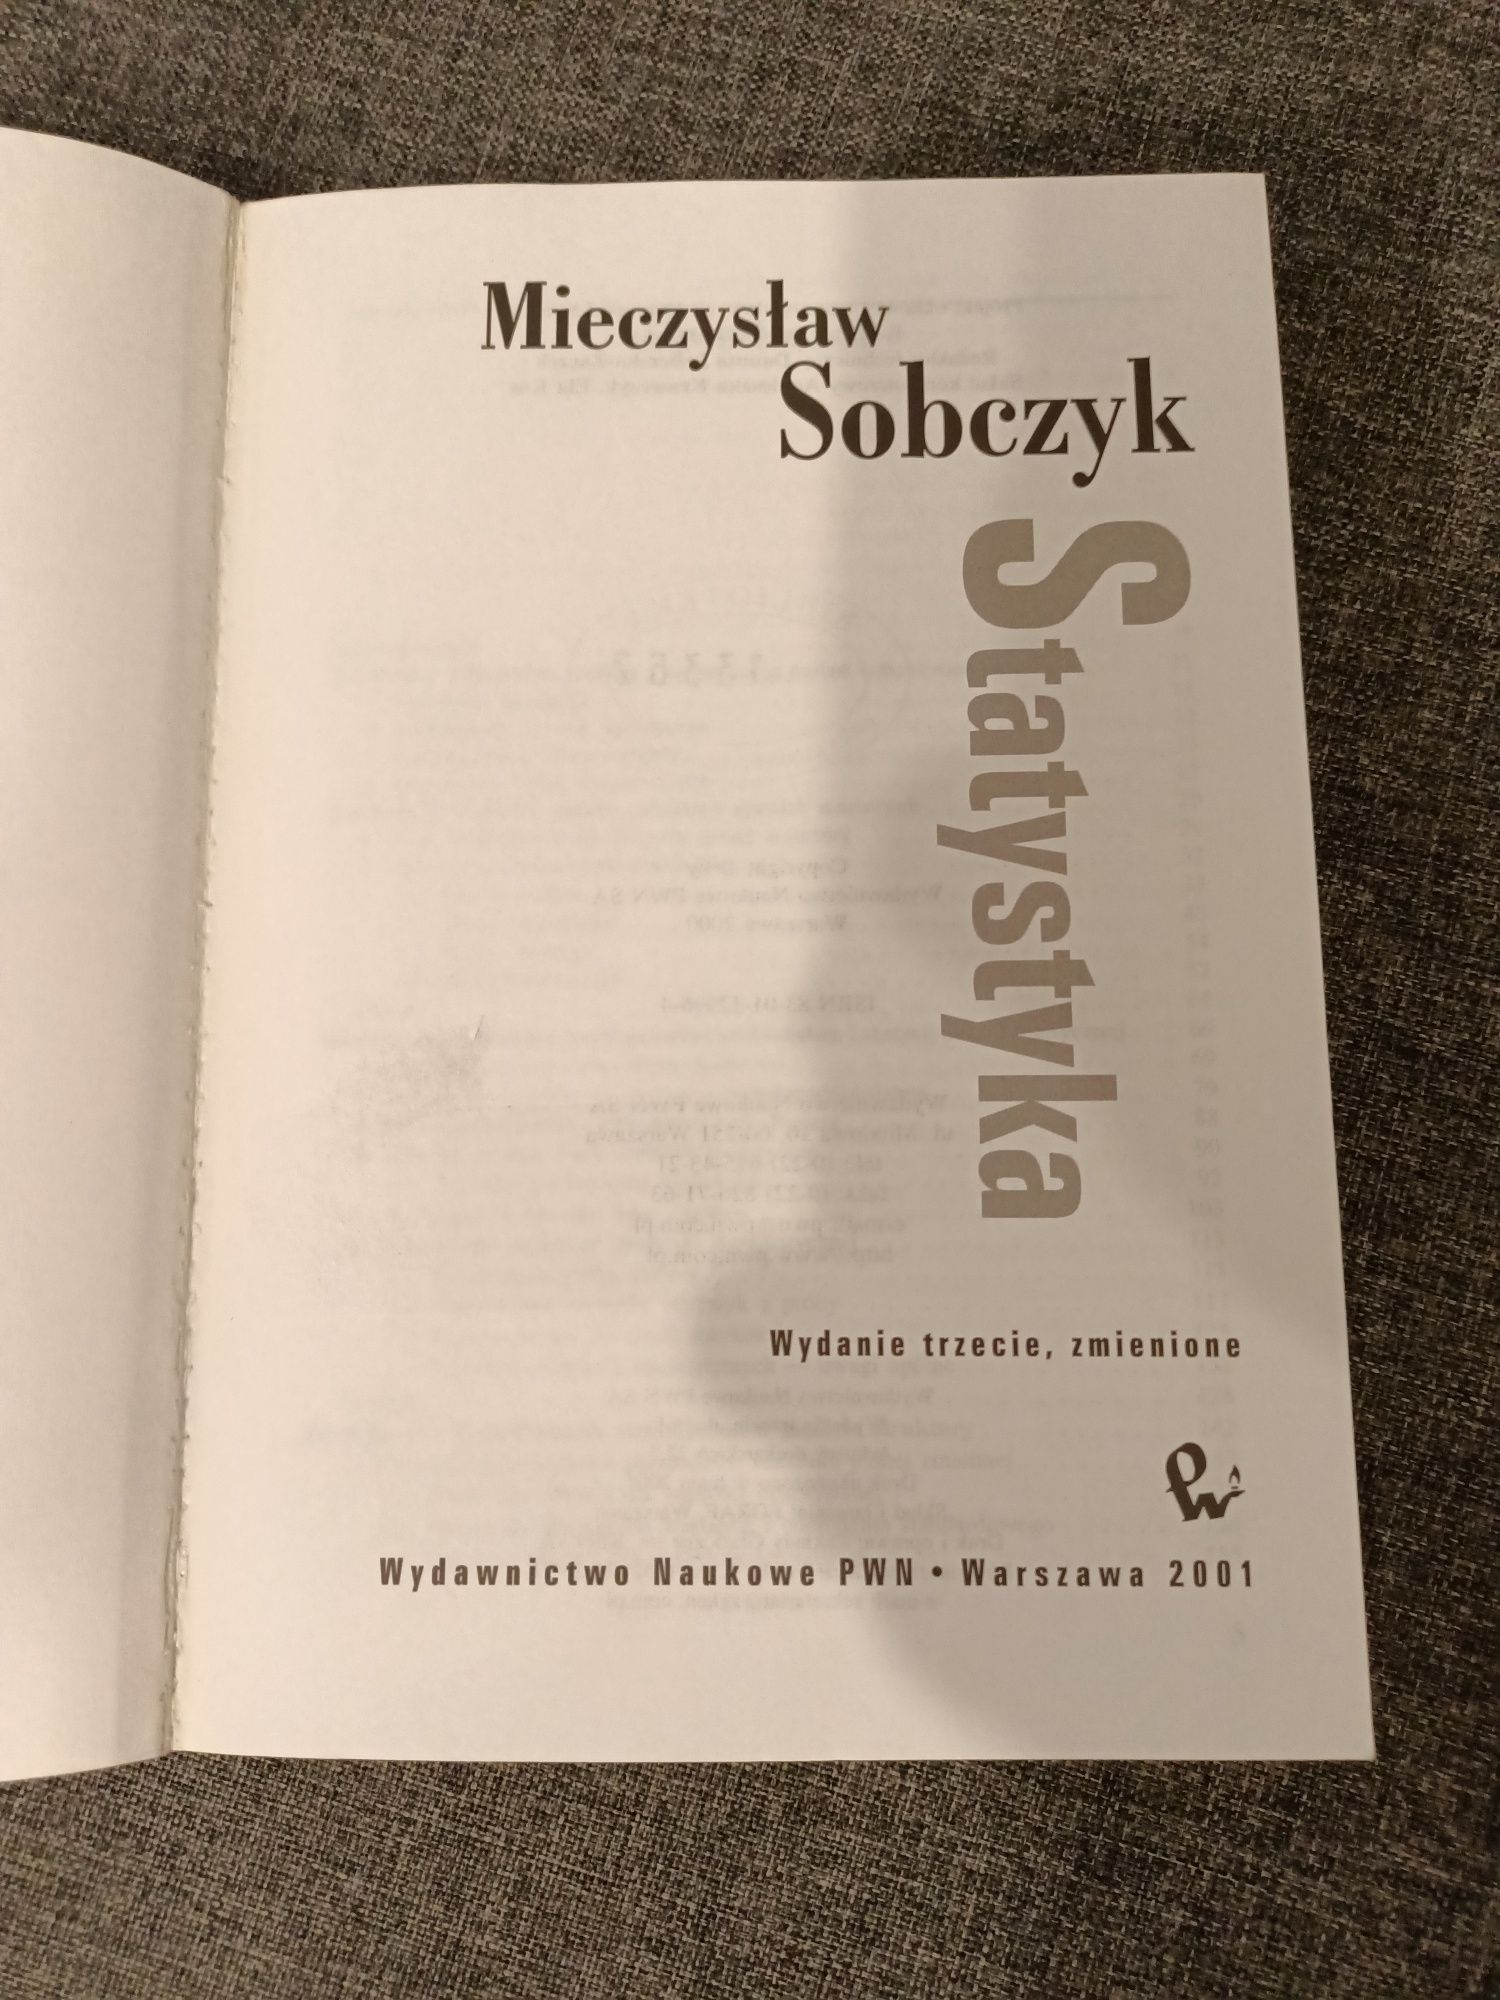 Mieczysław
Sobczyk
Statystyka
Wydanie trzecie, zmienione
Wydawnictwo Naukowe PWN • Warszawa 2001